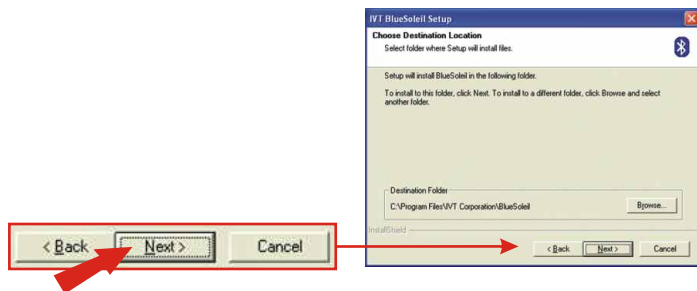 IVT BlueSoleil Setup
Choose Destination Location
Select folder where Setup will install files.
Setup will install BlueSoleil in the following folder.
To install to this folder, click Next. To install to a different folder, click Browse and select
another folder.
Destination Folder
C:\Program Files\IVT Corporation\BlueSoleil
Browse...
InstallShield
< Back Next > Cancel
< Back Next > Cancel